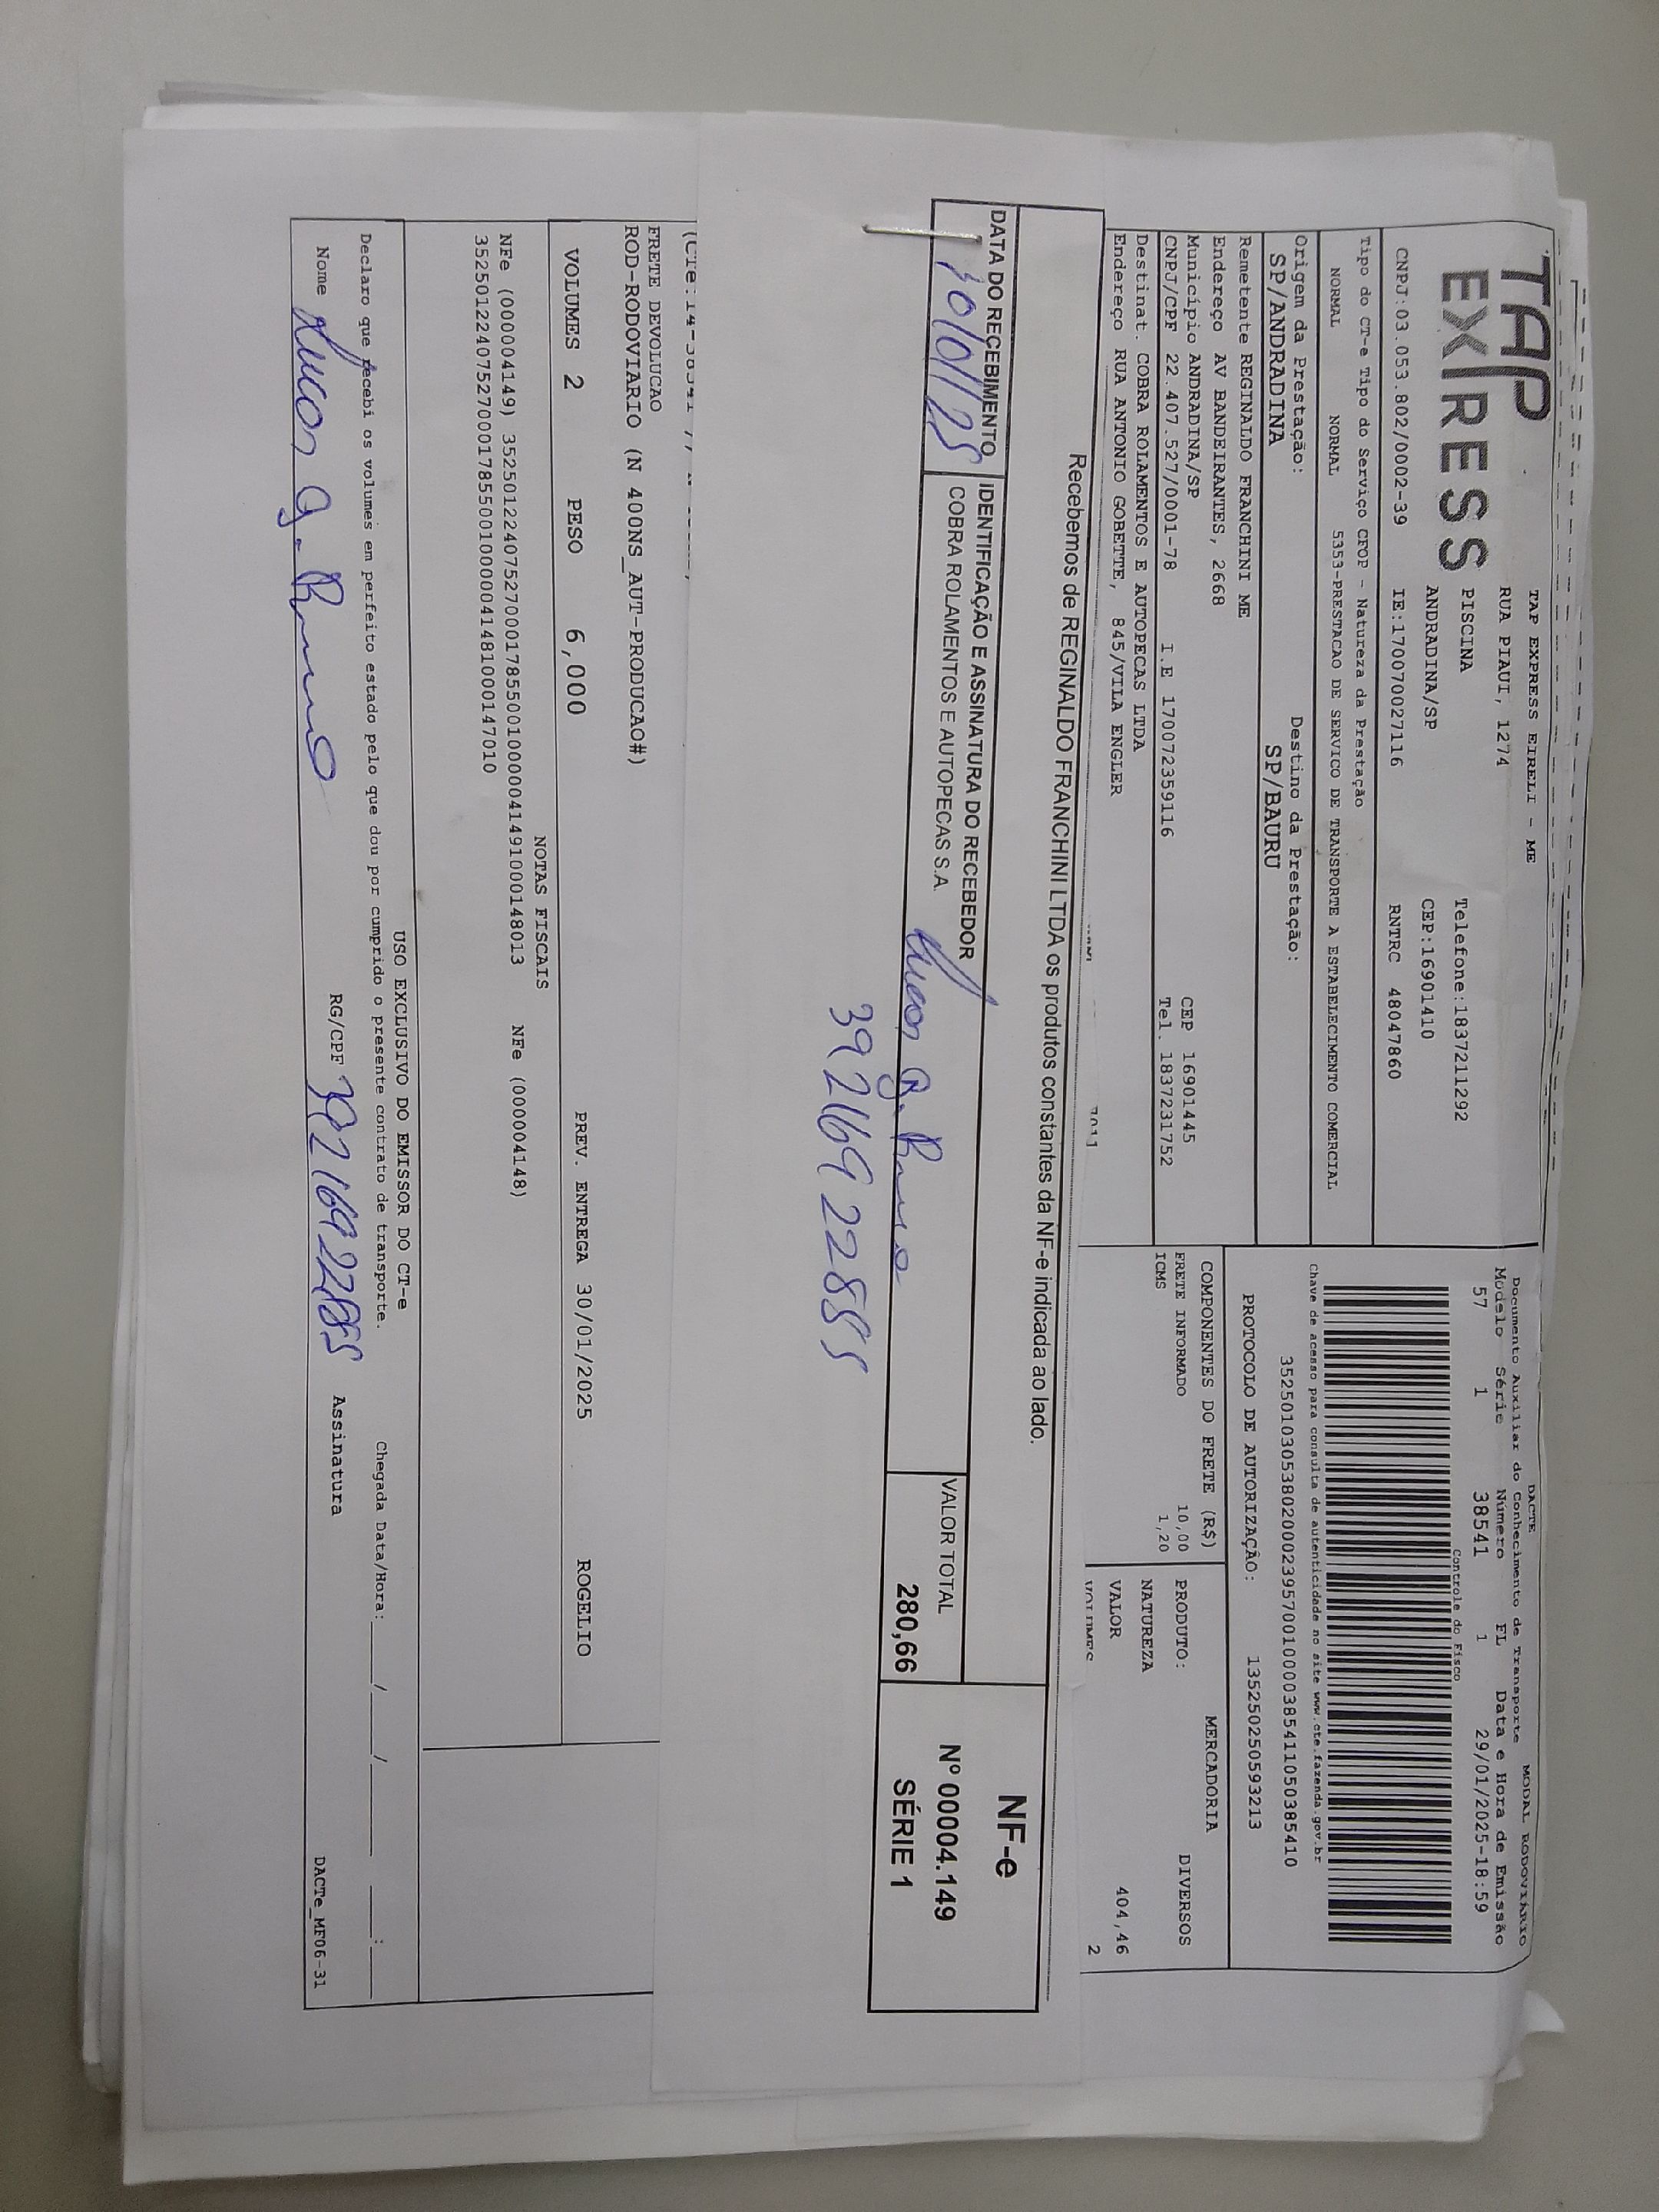 TAP EXPRESS
TAP EXPRESS EIRELI - ME
RUA PIAUI, 1274
PISCINA Telefone:1837211292
ANDRADINA/SP CEP:16901410
CNPJ:03.053.802/0002-39 IE:170070027116 RNTRC 48047860
Tipo do CT-e Tipo do Serviço CFOP - Natureza da Prestação
NORMAL NORMAL 5353-PRESTACAO DE SERVICO DE TRANSPORTE A ESTABELECIMENTO COMERCIAL
Origem da Prestação: Destino da Prestação:
SP/ANDRADINA SP/BAURU
Remetente REGINALDO FRANCHINI ME
Endereço AV BANDEIRANTES, 2668
Município ANDRADINA/SP CEP 16901445
CNPJ/CPF 22.407.527/0001-78 I.E 170072359116 Tel. 1837231752
Destinat. COBRA ROLAMENTOS E AUTOPECAS LTDA
Endereço RUA ANTONIO GOBETTE, 845/VILA ENGLER
DACTE MODAL RODOVIÁRIO
Documento Auxiliar do Conhecimento de Transporte
Modelo Série Número FL Data e Hora de Emissão
57 1 38541 1 29/01/2025-18:59
Controle do Fisco
Chave de acesso para consulta de autenticidade no site www.cte.fazenda.gov.br
35250103053802000239570010000385411050385410
PROTOCOLO DE AUTORIZAÇÃO: 135250250593213
COMPONENTES DO FRETE (R$)
FRETE INFORMADO 10,00
ICMS 1,20
MERCADORIA
PRODUTO: DIVERSOS
NATUREZA
VALOR 404,46
VOLUMES 2
Recebemos de REGINALDO FRANCHINI LTDA os produtos constantes da NF-e indicada ao lado.
DATA DO RECEBIMENTO IDENTIFICAÇÃO E ASSINATURA DO RECEBEDOR VALOR TOTAL
30/01/25 COBRA ROLAMENTOS E AUTOPECAS S.A. 280,66
39216922885
NF-e
Nº 00004.149
SÉRIE 1
FRETE DEVOLUCAO
ROD-RODOVIARIO (N 400NS_AUT-PRODUCAO#)
VOLUMES 2 PESO 6,000 PREV. ENTREGA 30/01/2025 ROGELIO
NOTAS FISCAIS
NFe (00004149) 35250122407527000178550010000041491000148013 NFe (00004148)
35250122407527000178550010000041481000147010
USO EXCLUSIVO DO EMISSOR DO CT-e
Declaro que recebi os volumes em perfeito estado pelo que dou por cumprido o presente contrato de transporte. Chegada Data/Hora: ____/____/______ ____:____
Nome RG/CPF 39216922885 Assinatura
DACTe_MF06-31